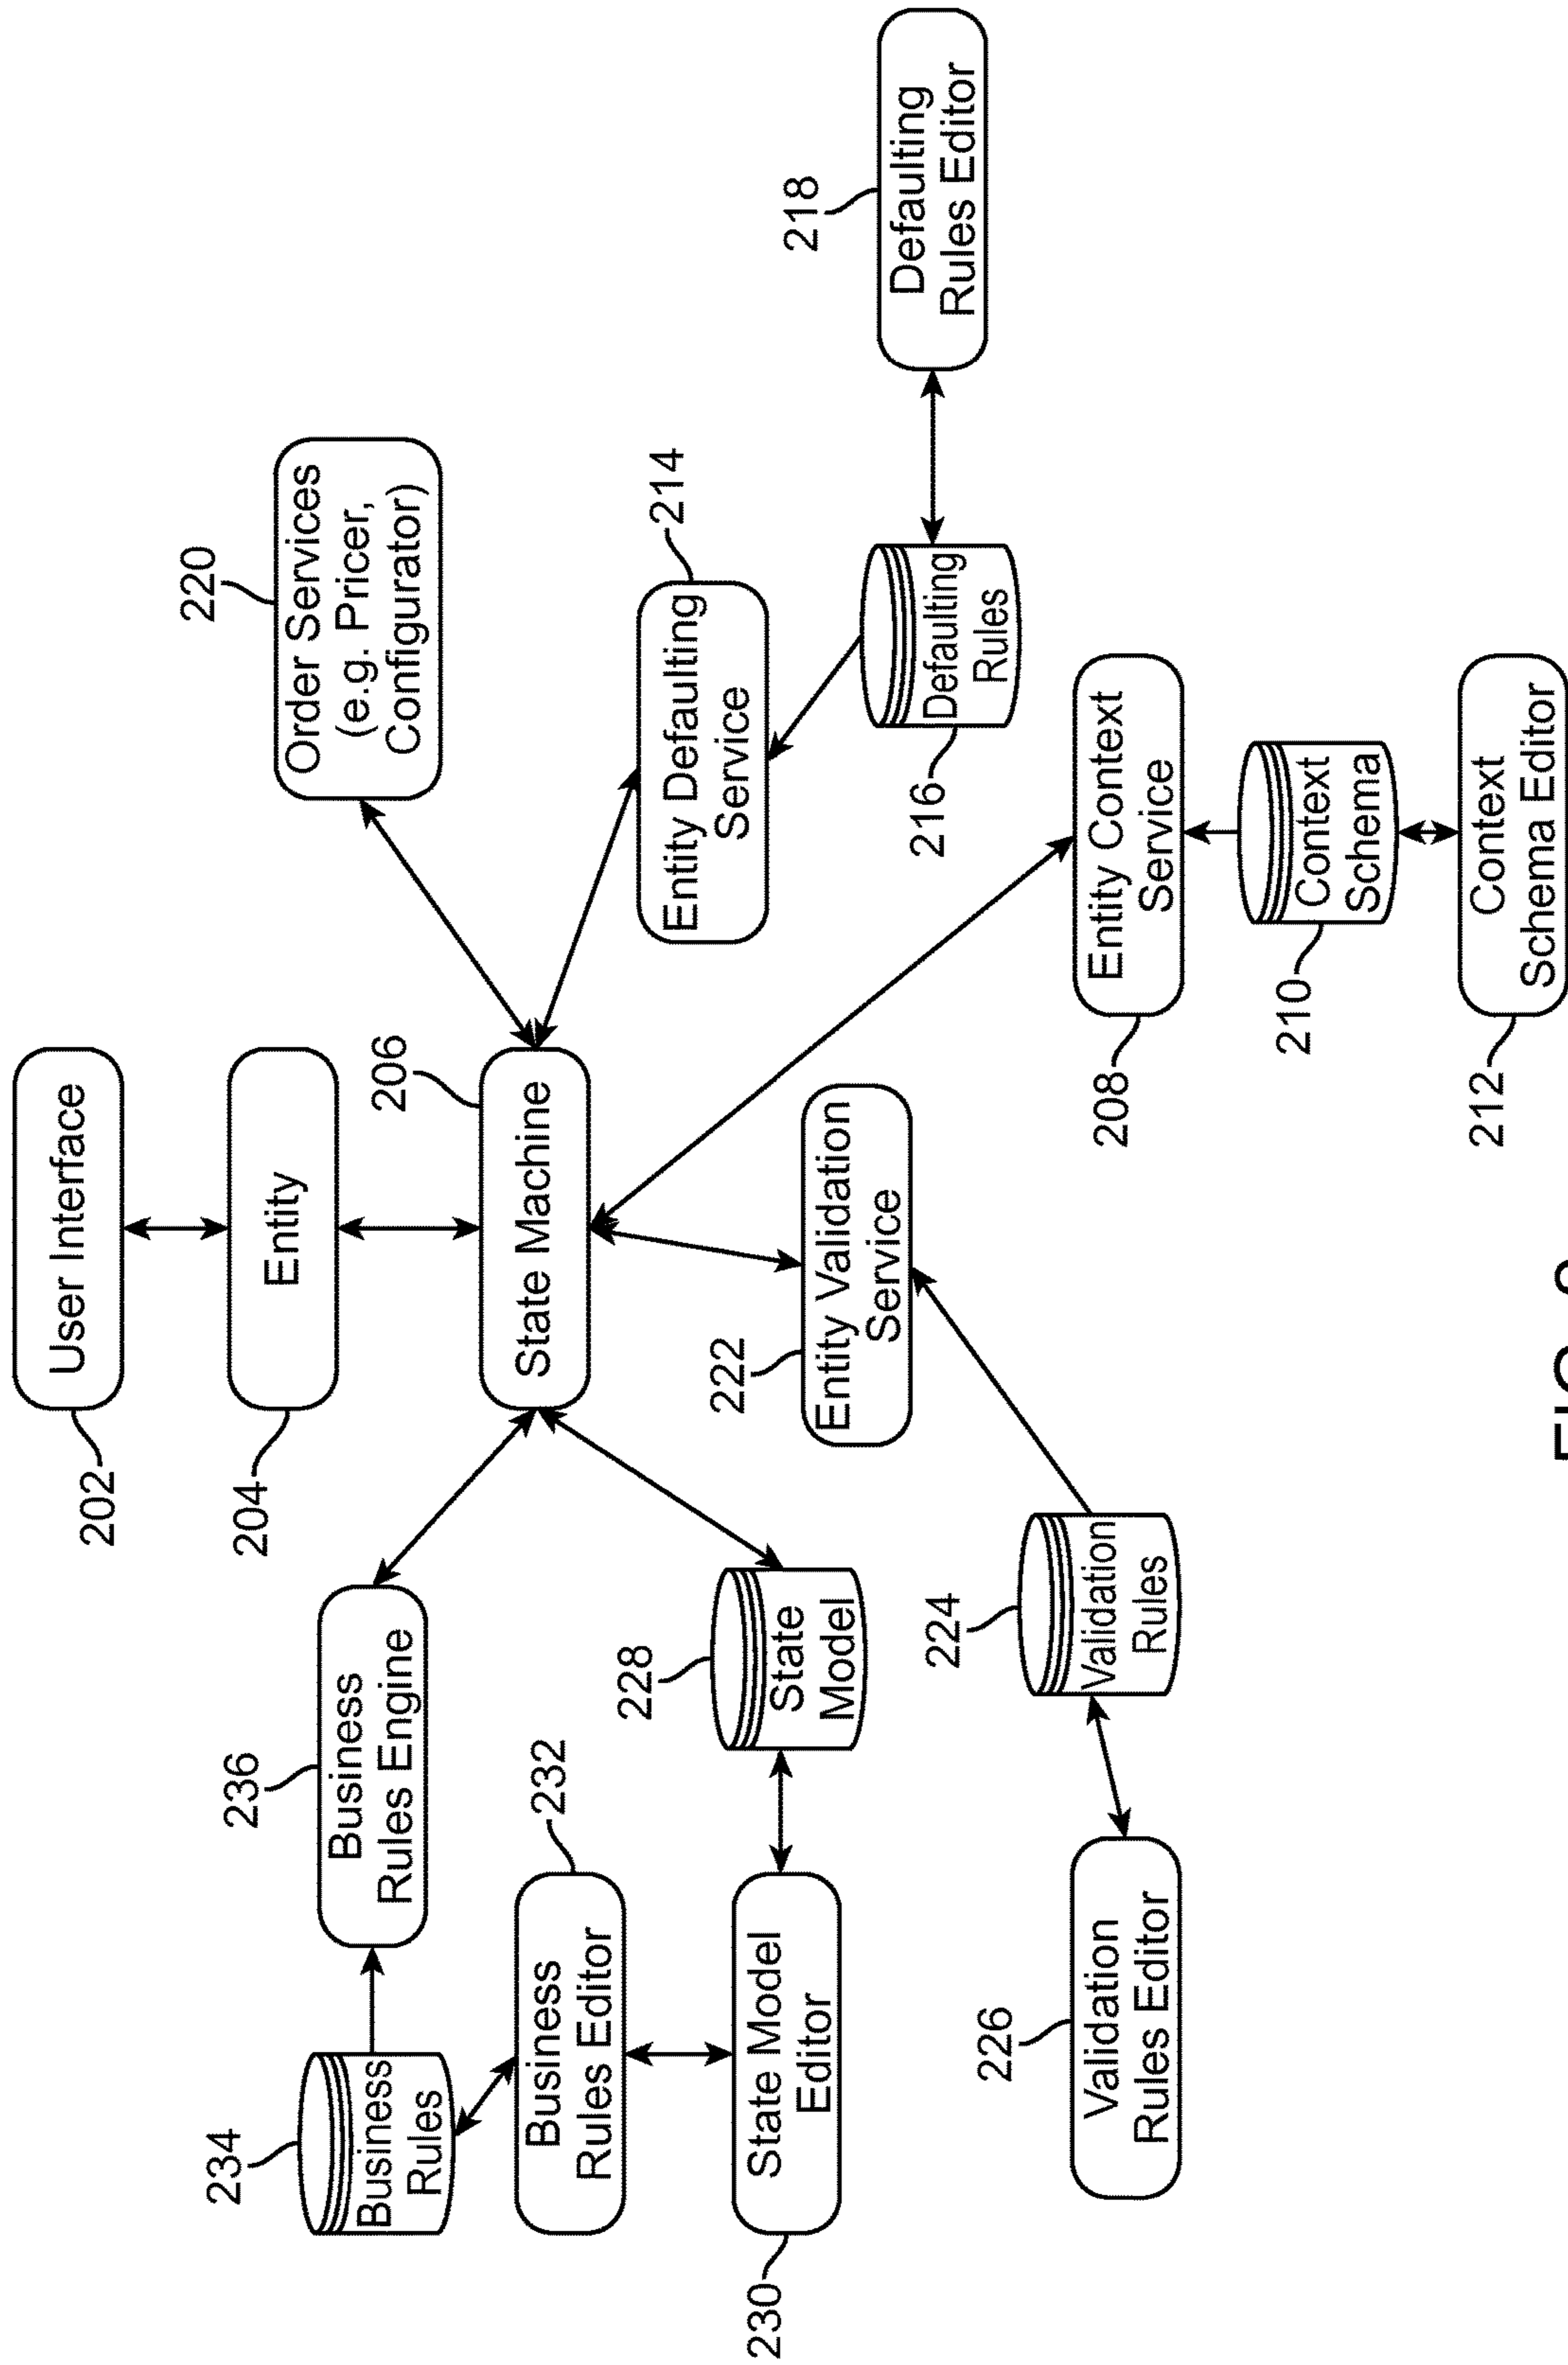 202
User Interface
204
Entity
206
State Machine
220
Order Services
(e.g. Pricer,
Configurator)
236
Business
Rules Engine
234
Business
Rules
232
Business
Rules Editor
228
State
Model
230
State Model
Editor
214
Entity Defaulting
Service
222
Entity Validation
Service
216
Defaulting
Rules
218
Defaulting
Rules Editor
224
Validation
Rules
226
Validation
Rules Editor
208
Entity Context
Service
210
Context
Schema
212
Context
Schema Editor
FIG.